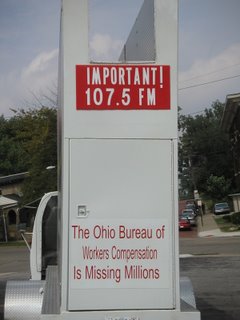 IMPORTANT!
107.5 FM
The Ohio Bureau of
Workers Compensation
Is Missing Millions